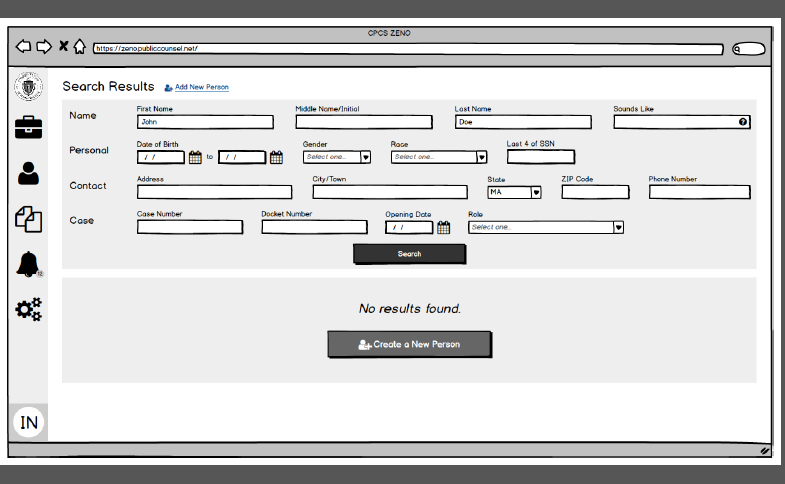 CPCS ZENO
https://zeno.publiccounsel.net/
Search Results Add New Person
First Name Middle Name/Initial Last Name Sounds Like
Name John Doe
Date of Birth Gender Race Last 4 of SSN
Personal / / to / / Select one... Select one...
Address City/Town State ZIP Code Phone Number
Contact MA
Case Number Docket Number Opening Date Role
Case / / Select one...
Search
No results found.
Create a New Person
IN